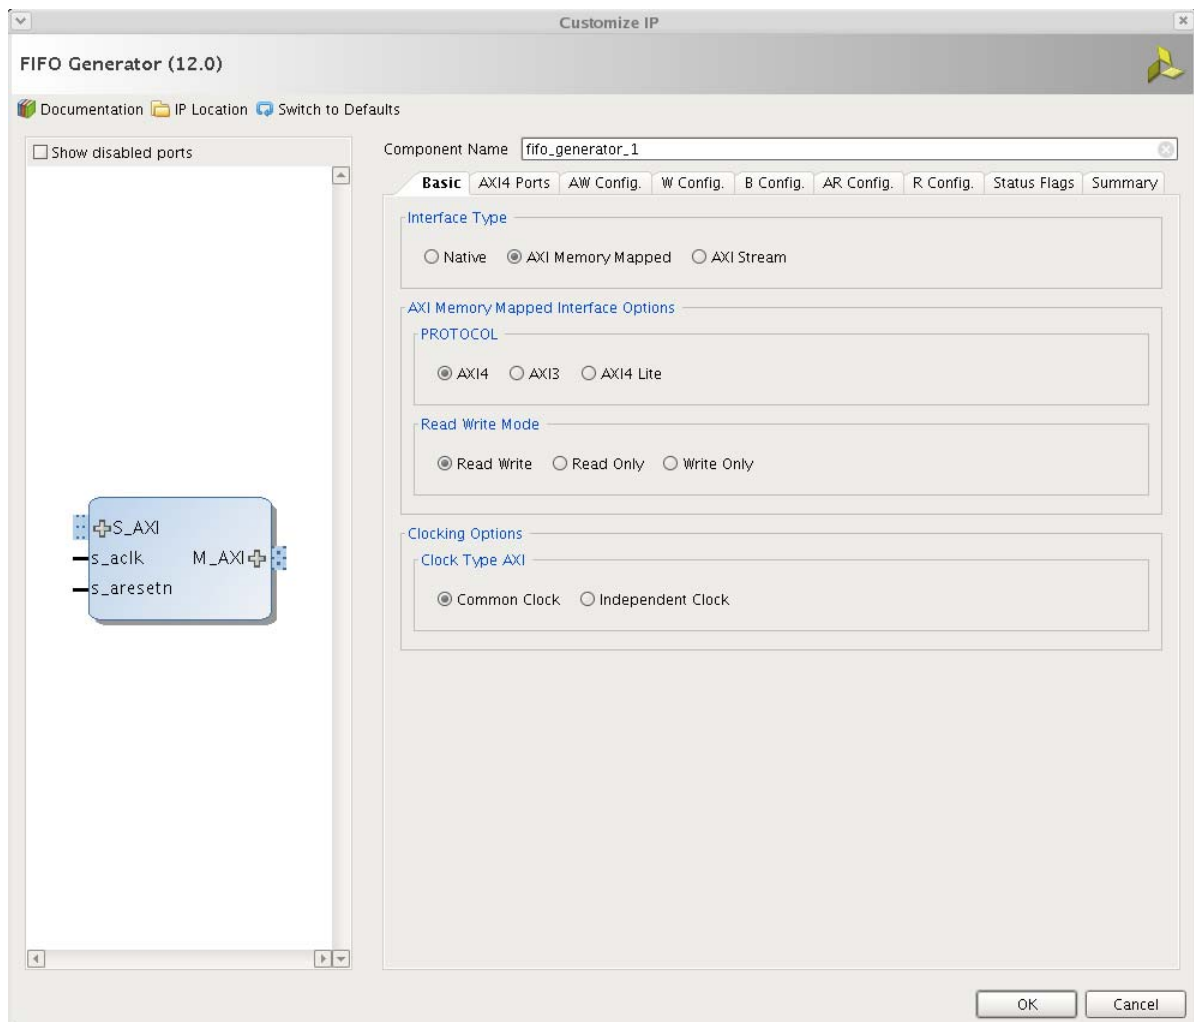 Customize IP
FIFO Generator (12.0)
Documentation IP Location Switch to Defaults
Show disabled ports
S_AXI
s_aclk M_AXI
s_aresetn
Component Name fifo_generator_1
Basic AXI4 Ports AW Config. W Config. B Config. AR Config. R Config. Status Flags Summary
Interface Type
Native AXI Memory Mapped AXI Stream
AXI Memory Mapped Interface Options
PROTOCOL
AXI4 AXI3 AXI4 Lite
Read Write Mode
Read Write Read Only Write Only
Clocking Options
Clock Type AXI
Common Clock Independent Clock
OK Cancel